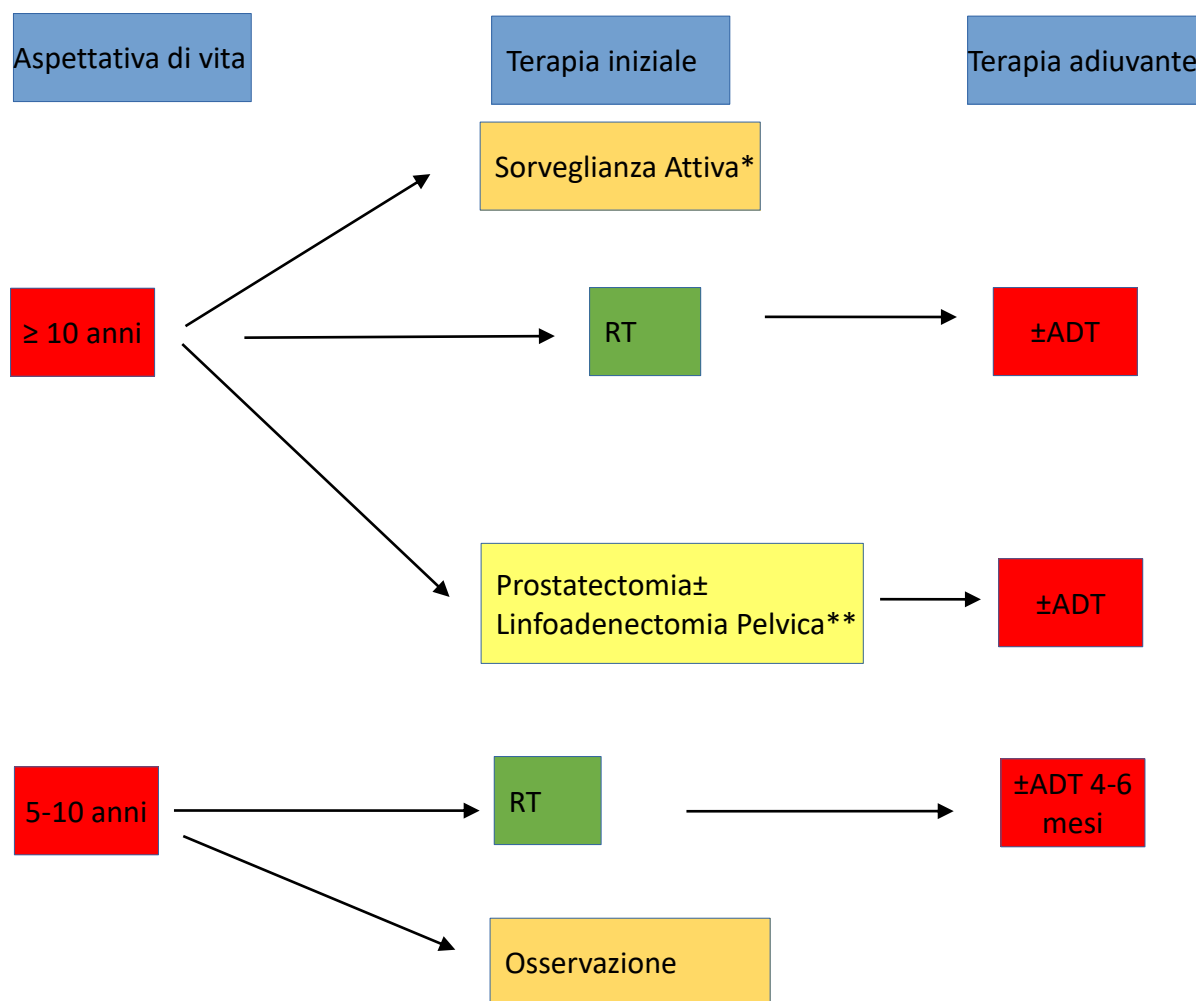 Aspettativa di vita
Terapia iniziale
Terapia adiuvante
Sorveglianza Attiva*
≥ 10 anni
RT
±ADT
Prostatectomia±
Linfoadenectomia Pelvica**
±ADT
5-10 anni
RT
±ADT 4-6
mesi
Osservazione